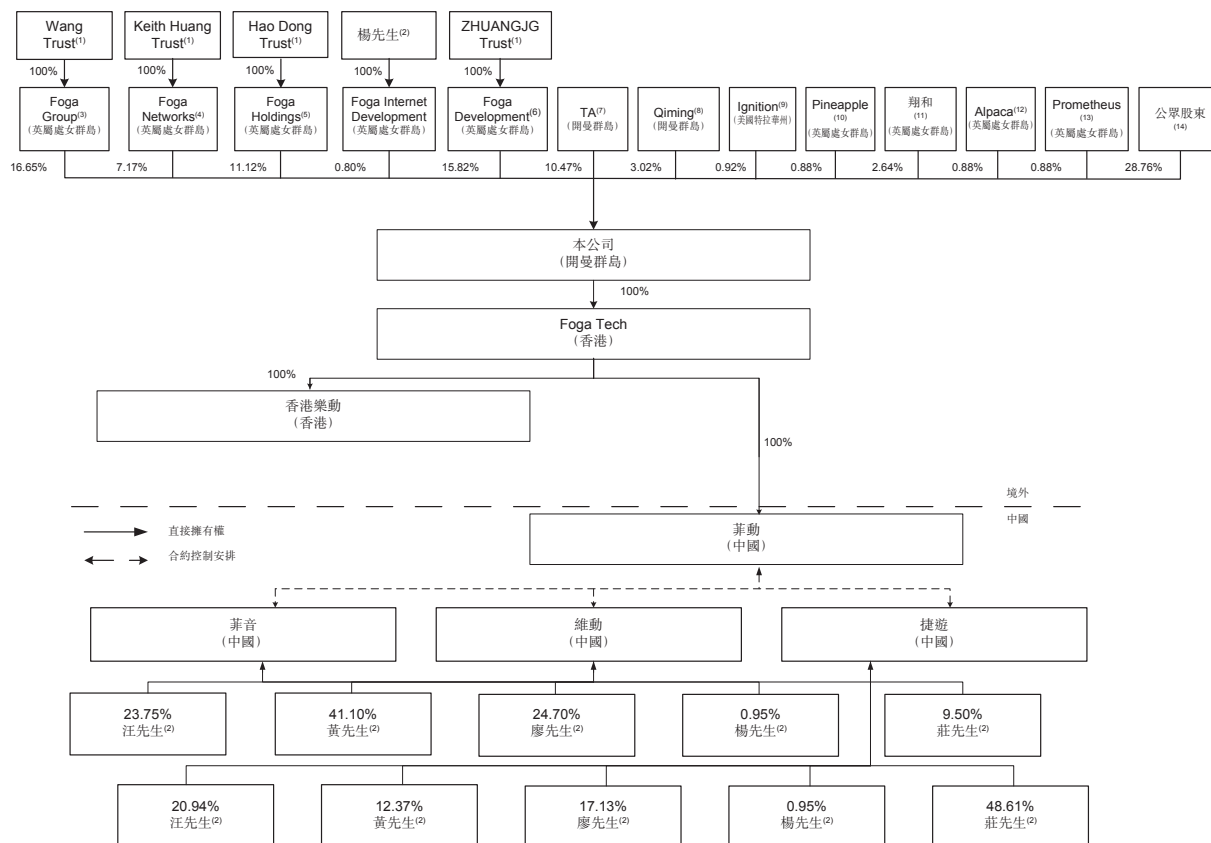 Wang
Trust(1)
Keith Huang
Trust(1)
Hao Dong
Trust(1)
楊先生(2)
ZHUANGJG
Trust(1)
100%
100%
100%
100%
100%
Foga
Group(3)
(英屬處女群島)
Foga
Networks(4)
(英屬處女群島)
Foga
Holdings(5)
(英屬處女群島)
Foga Internet
Development
(英屬處女群島)
Foga
Development(6)
(英屬處女群島)
TA(7)
(開曼群島)
Qiming(8)
(開曼群島)
Ignition(9)
(美國特拉華州)
Pineapple
(10)
(英屬處女群島)
翔和
(11)
(英屬處女群島)
Alpaca(12)
(英屬處女群島)
Prometheus
(13)
(英屬處女群島)
公眾股東
(14)
16.65%
7.17%
11.12%
0.80%
15.82%
10.47%
3.02%
0.92%
0.88%
2.64%
0.88%
0.88%
28.76%
本公司
(開曼群島)
100%
Foga Tech
(香港)
100%
香港樂動
(香港)
100%
境外
中國
直接擁有權
合約控制安排
菲動
(中國)
菲音
(中國)
維動
(中國)
捷遊
(中國)
23.75%
汪先生(2)
41.10%
黃先生(2)
24.70%
廖先生(2)
0.95%
楊先生(2)
9.50%
莊先生(2)
20.94%
汪先生(2)
12.37%
黃先生(2)
17.13%
廖先生(2)
0.95%
楊先生(2)
48.61%
莊先生(2)